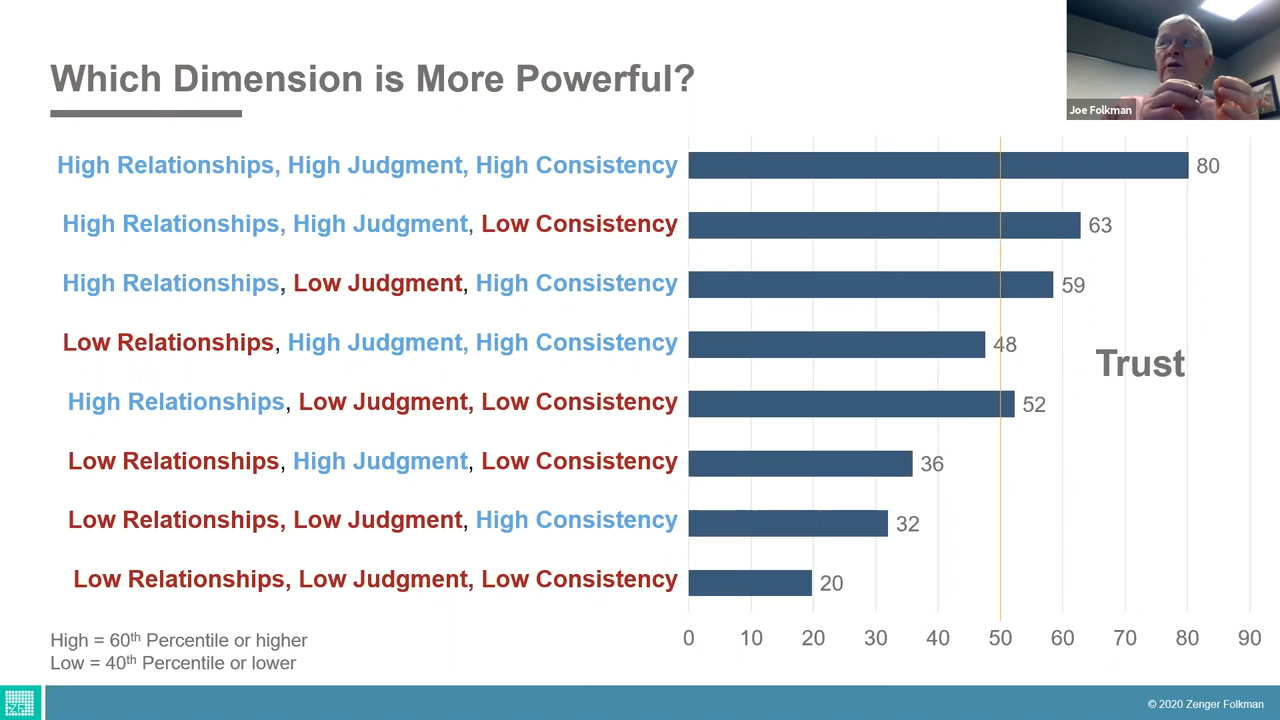 Which Dimension is More Powerful?
Joe Folkman
High Relationships, High Judgment, High Consistency
80
High Relationships, High Judgment, Low Consistency
63
High Relationships, Low Judgment, High Consistency
59
Low Relationships, High Judgment, High Consistency
48
Trust
High Relationships, Low Judgment, Low Consistency
52
Low Relationships, High Judgment, Low Consistency
36
Low Relationships, Low Judgment, High Consistency
32
Low Relationships, Low Judgment, Low Consistency
20
0 10 20 30 40 50 60 70 80 90
High = 60th Percentile or higher
Low = 40th Percentile or lower
ZF
© 2020 Zenger Folkman